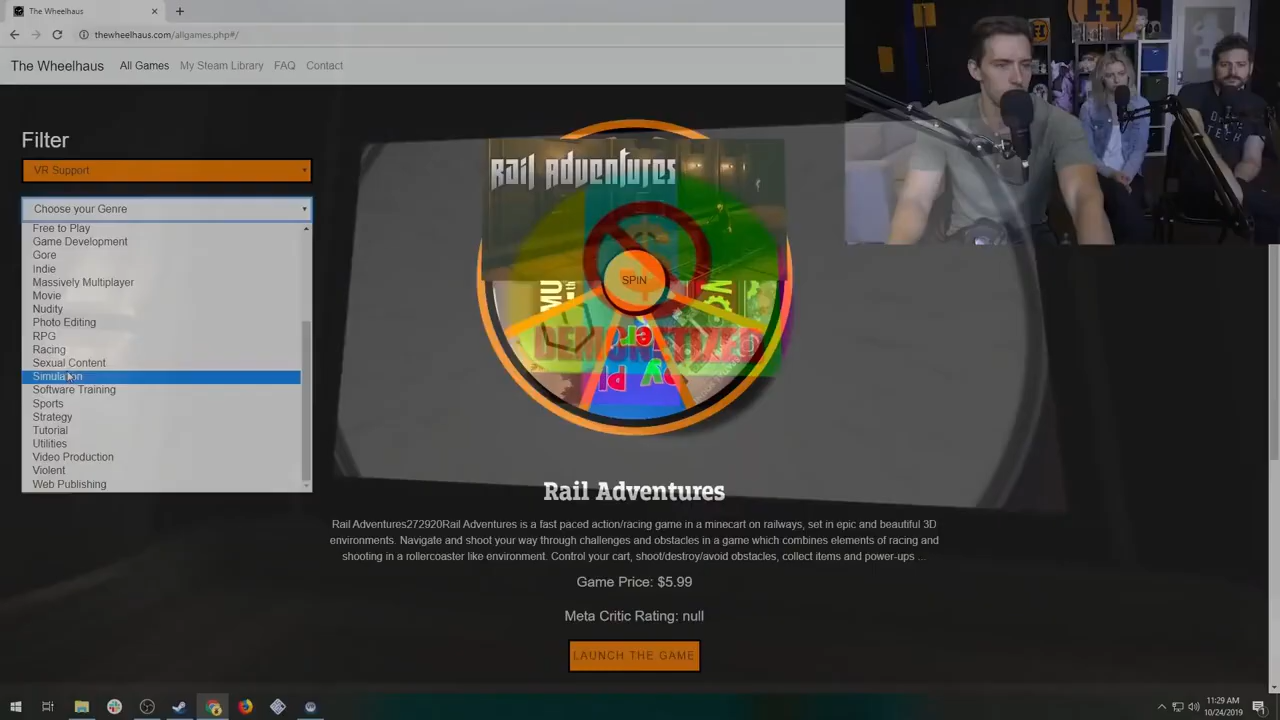 The Wheelhaus
thewheelhaus.com/allgames.php#/
The Wheelhaus
All Games
My Steam Library
FAQ
Contact
Filter
VR Support
Choose your Genre
Free to Play
Game Development
Gore
Indie
Massively Multiplayer
Movie
Nudity
Photo Editing
RPG
Racing
Sexual Content
Simulation
Software Training
Sports
Strategy
Tutorial
Utilities
Video Production
Violent
Web Publishing
Rail Adventures
SPIN
DEMONETIZED
Rail Adventures
Rail Adventures272920Rail Adventures is a fast paced action/racing game in a minecart on railways, set in epic and beautiful 3D
environments. Navigate and shoot your way through challenges and obstacles in a game which combines elements of racing and
shooting in a rollercoaster like environment. Control your cart, shoot/destroy/avoid obstacles, collect items and power-ups ...
Game Price: $5.99
Meta Critic Rating: null
LAUNCH THE GAME
11:29 AM
10/24/2019